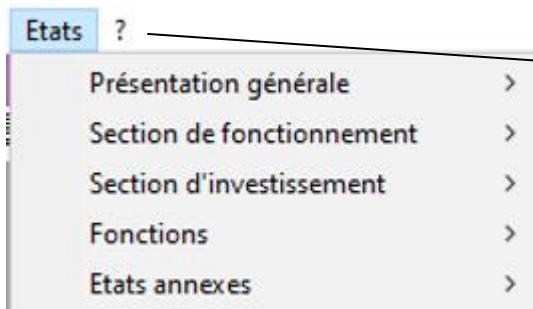 Etats ?
Présentation générale
Section de fonctionnement
Section d'investissement
Fonctions
Etats annexes